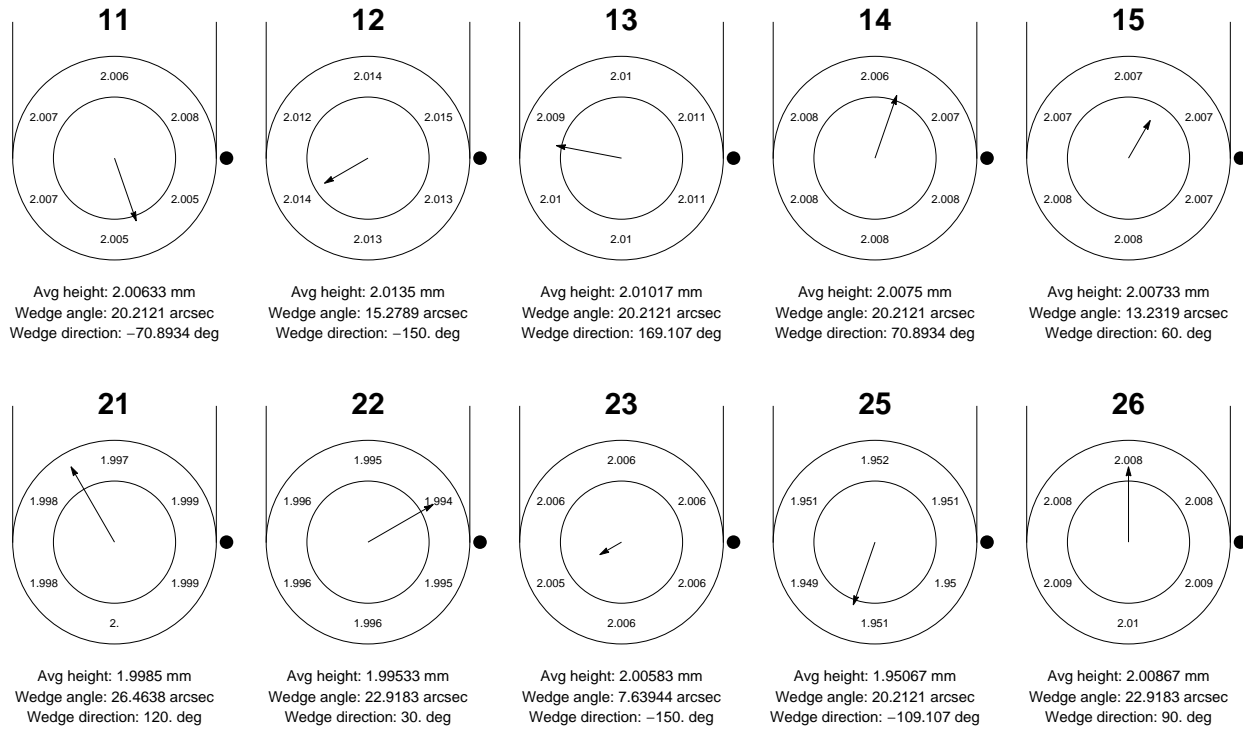 11 12 13 14 15
2.006 2.014 2.01 2.006 2.007
2.007 2.008 2.012 2.015 2.009 2.011 2.008 2.007 2.007 2.007
2.007 2.005 2.014 2.013 2.01 2.011 2.008 2.008 2.008 2.007
2.005 2.013 2.01 2.008 2.008
Avg height: 2.00633 mm Avg height: 2.0135 mm Avg height: 2.01017 mm Avg height: 2.0075 mm Avg height: 2.00733 mm
Wedge angle: 20.2121 arcsec Wedge angle: 15.2789 arcsec Wedge angle: 20.2121 arcsec Wedge angle: 20.2121 arcsec Wedge angle: 13.2319 arcsec
Wedge direction: −70.8934 deg Wedge direction: −150. deg Wedge direction: 169.107 deg Wedge direction: 70.8934 deg Wedge direction: 60. deg
21 22 23 25 26
1.997 1.995 2.006 1.952 2.008
1.998 1.999 1.996 1.994 2.006 2.006 1.951 1.951 2.008 2.008
1.998 1.999 1.996 1.995 2.005 2.006 1.949 1.95 2.009 2.009
2. 1.996 2.006 1.951 2.01
Avg height: 1.9985 mm Avg height: 1.99533 mm Avg height: 2.00583 mm Avg height: 1.95067 mm Avg height: 2.00867 mm
Wedge angle: 26.4638 arcsec Wedge angle: 22.9183 arcsec Wedge angle: 7.63944 arcsec Wedge angle: 20.2121 arcsec Wedge angle: 22.9183 arcsec
Wedge direction: 120. deg Wedge direction: 30. deg Wedge direction: −150. deg Wedge direction: −109.107 deg Wedge direction: 90. deg